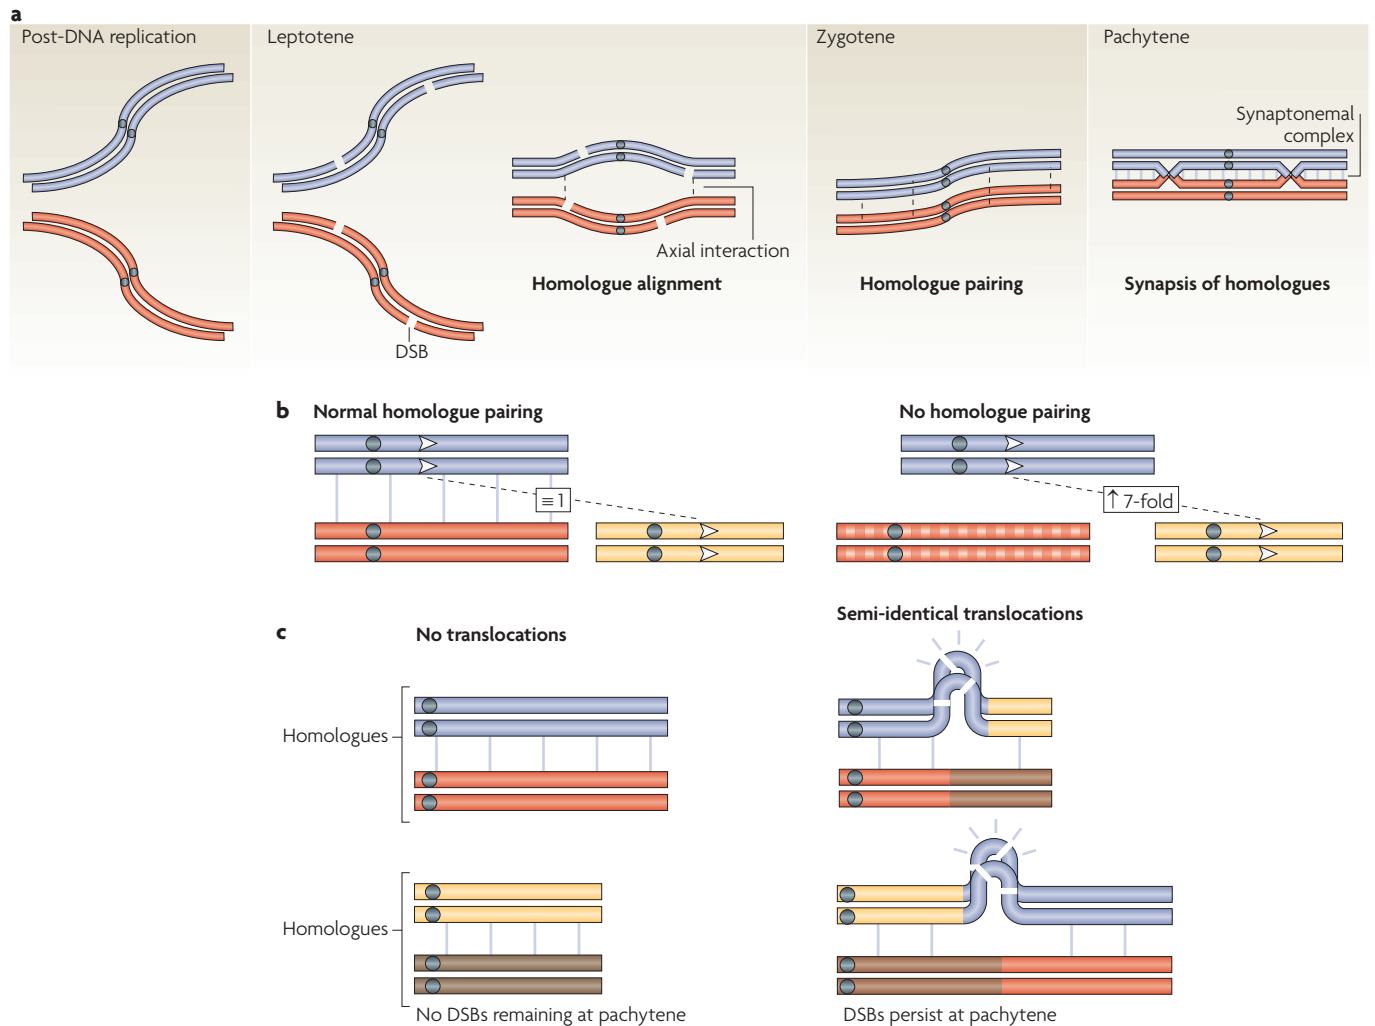 a
Post-DNA replication
Leptotene
Zygotene
Pachytene
Synaptonemal
complex
Axial interaction
Homologue alignment
Homologue pairing
Synapsis of homologues
DSB
b
Normal homologue pairing
No homologue pairing
≡ 1
↑ 7-fold
c
No translocations
Semi-identical translocations
Homologues
Homologues
No DSBs remaining at pachytene
DSBs persist at pachytene